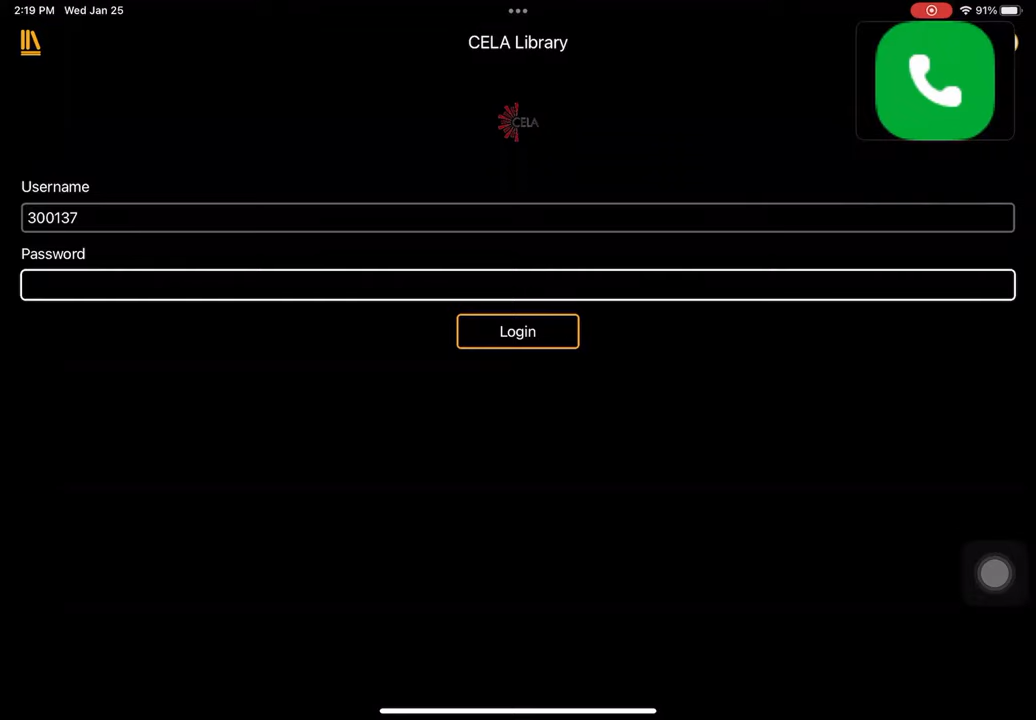 2:19 PM Wed Jan 25
91%
CELA Library
CELA
Username
300137
Password
Login